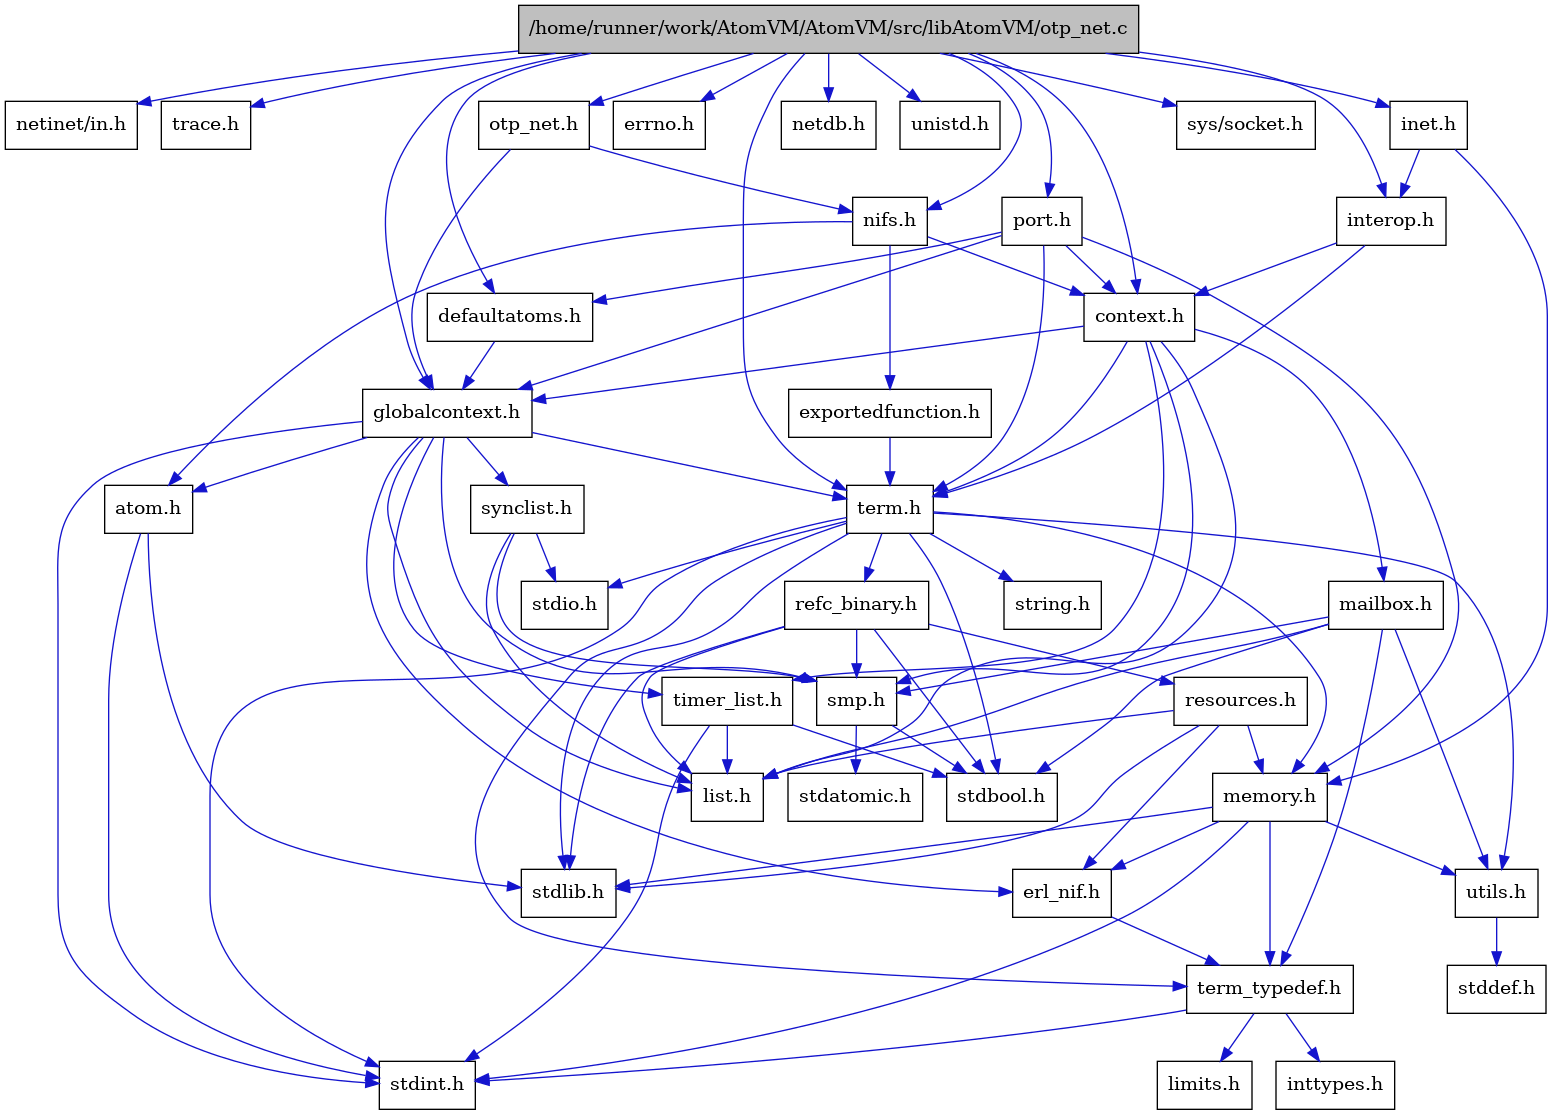 /home/runner/work/AtomVM/AtomVM/src/libAtomVM/otp_net.c
netinet/in.h
trace.h
otp_net.h
errno.h
netdb.h
unistd.h
sys/socket.h
inet.h
nifs.h
port.h
interop.h
defaultatoms.h
context.h
globalcontext.h
exportedfunction.h
atom.h
synclist.h
term.h
stdio.h
refc_binary.h
string.h
mailbox.h
timer_list.h
smp.h
resources.h
list.h
stdatomic.h
stdbool.h
memory.h
stdlib.h
erl_nif.h
utils.h
term_typedef.h
stddef.h
stdint.h
limits.h
inttypes.h